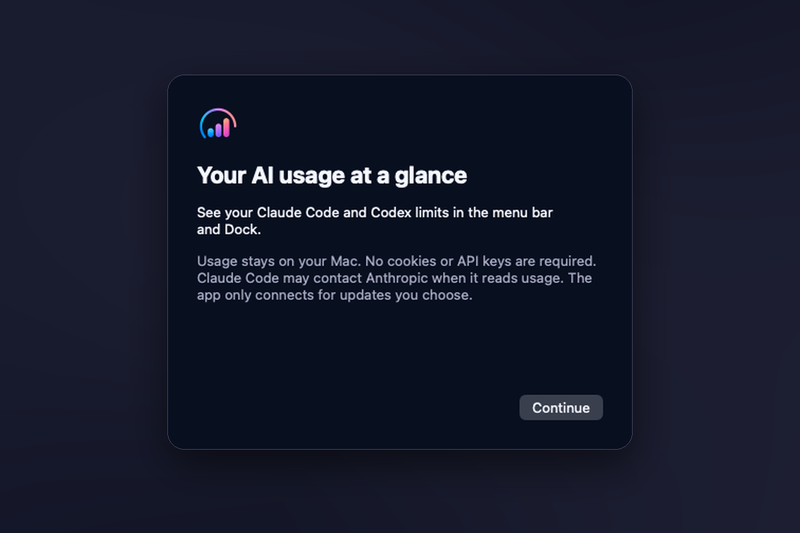 Your AI usage at a glance
See your Claude Code and Codex limits in the menu bar
and Dock.
Usage stays on your Mac. No cookies or API keys are required.
Claude Code may contact Anthropic when it reads usage. The
app only connects for updates you choose.
Continue